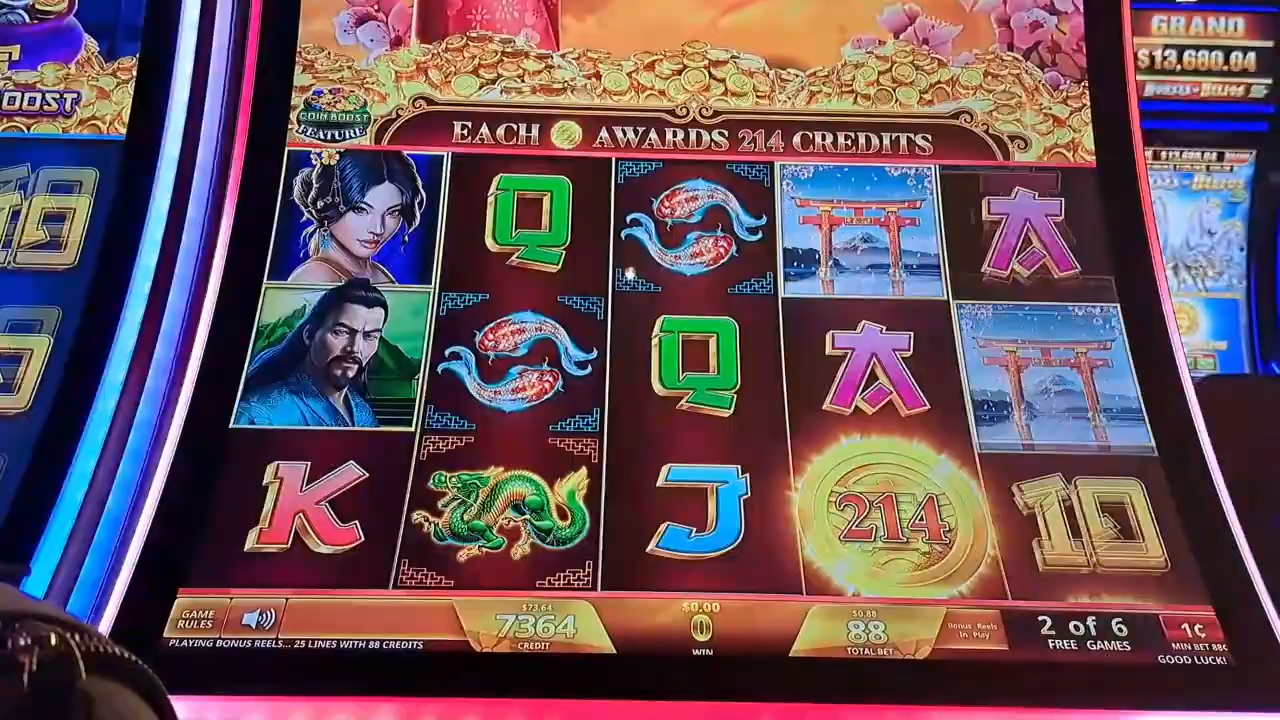 GRAND
$13,680.04
OOST
COIN BOOST
FEATURE
EACH AWARDS 214 CREDITS
Q
A
10
Q
A
K
J
214
10
GAME
RULES
$73.64
7364
CREDIT
$0.00
0
WIN
$0.88
88
TOTAL BET
Bonus Reels
In Play
2 of 6
FREE GAMES
1¢
MIN BET 88¢
GOOD LUCK!
PLAYING BONUS REELS... 25 LINES WITH 88 CREDITS